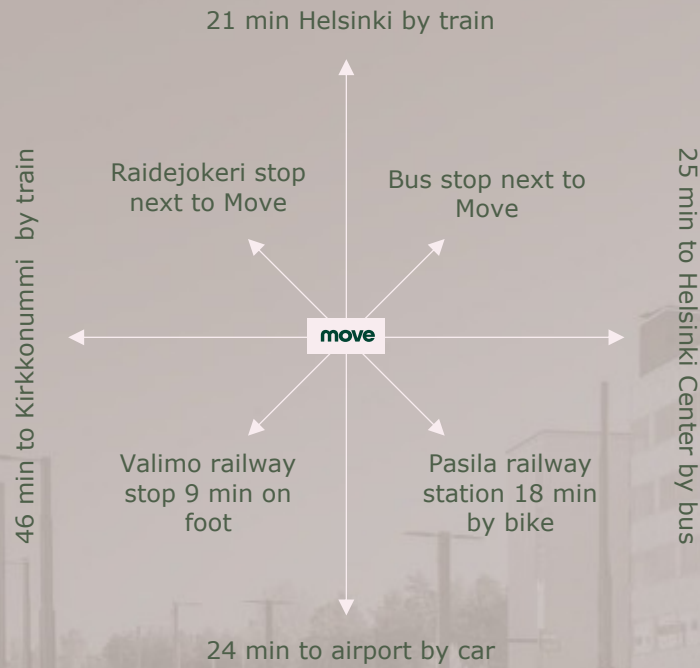 21 min Helsinki by train
Raidejokeri stop
next to Move
Bus stop next to
Move
46 min to Kirkkonummi by train
25 min to Helsinki Center by bus
move
Valimo railway
stop 9 min on
foot
Pasila railway
station 18 min
by bike
24 min to airport by car